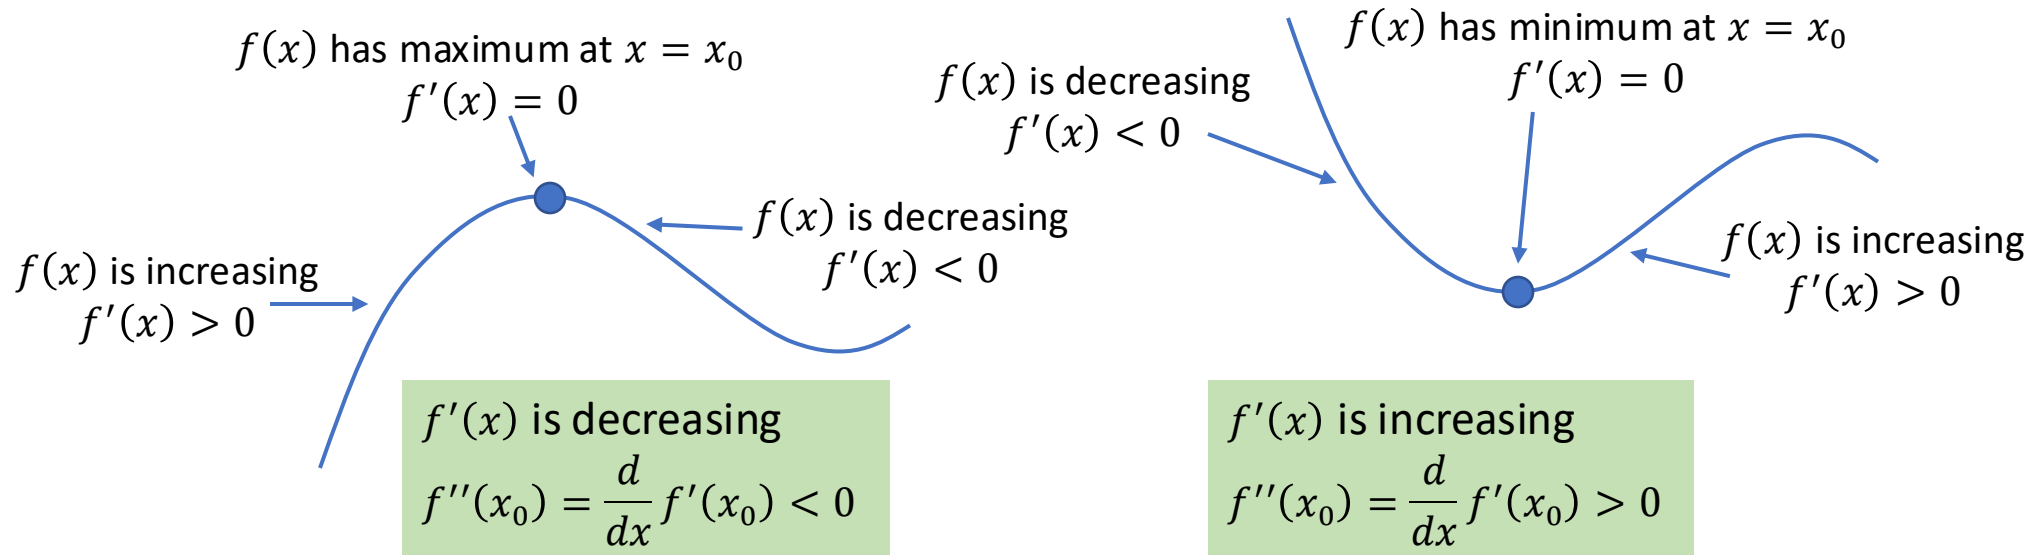 f(x) has maximum at x = x₀
f′(x) = 0
f(x) is increasing
f′(x) > 0
f(x) is decreasing
f′(x) < 0
f′(x) is decreasing
f′′(x₀) = d/dx f′(x₀) < 0
f(x) is decreasing
f′(x) < 0
f(x) has minimum at x = x₀
f′(x) = 0
f(x) is increasing
f′(x) > 0
f′(x) is increasing
f′′(x₀) = d/dx f′(x₀) > 0